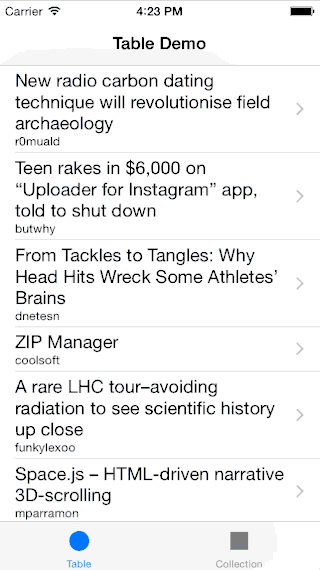 Carrier 4:23 PM
Table Demo
New radio carbon dating
technique will revolutionise field
archaeology
r0muald
Teen rakes in $6,000 on
“Uploader for Instagram” app,
told to shut down
butwhy
From Tackles to Tangles: Why
Head Hits Wreck Some Athletes’
Brains
dnetesn
ZIP Manager
coolsoft
A rare LHC tour–avoiding
radiation to see scientific history
up close
funkylexoo
Space.js – HTML-driven narrative
3D-scrolling
mparramon
Table Collection